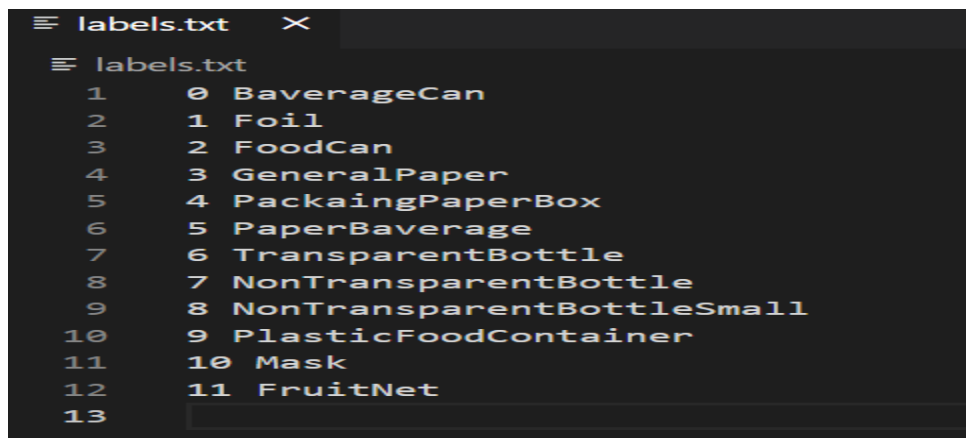 labels.txt ×
labels.txt
1 0 BaverageCan
2 1 Foil
3 2 FoodCan
4 3 GeneralPaper
5 4 PackaingPaperBox
6 5 PaperBaverage
7 6 TransparentBottle
8 7 NonTransparentBottle
9 8 NonTransparentBottleSmall
10 9 PlasticFoodContainer
11 10 Mask
12 11 FruitNet
13